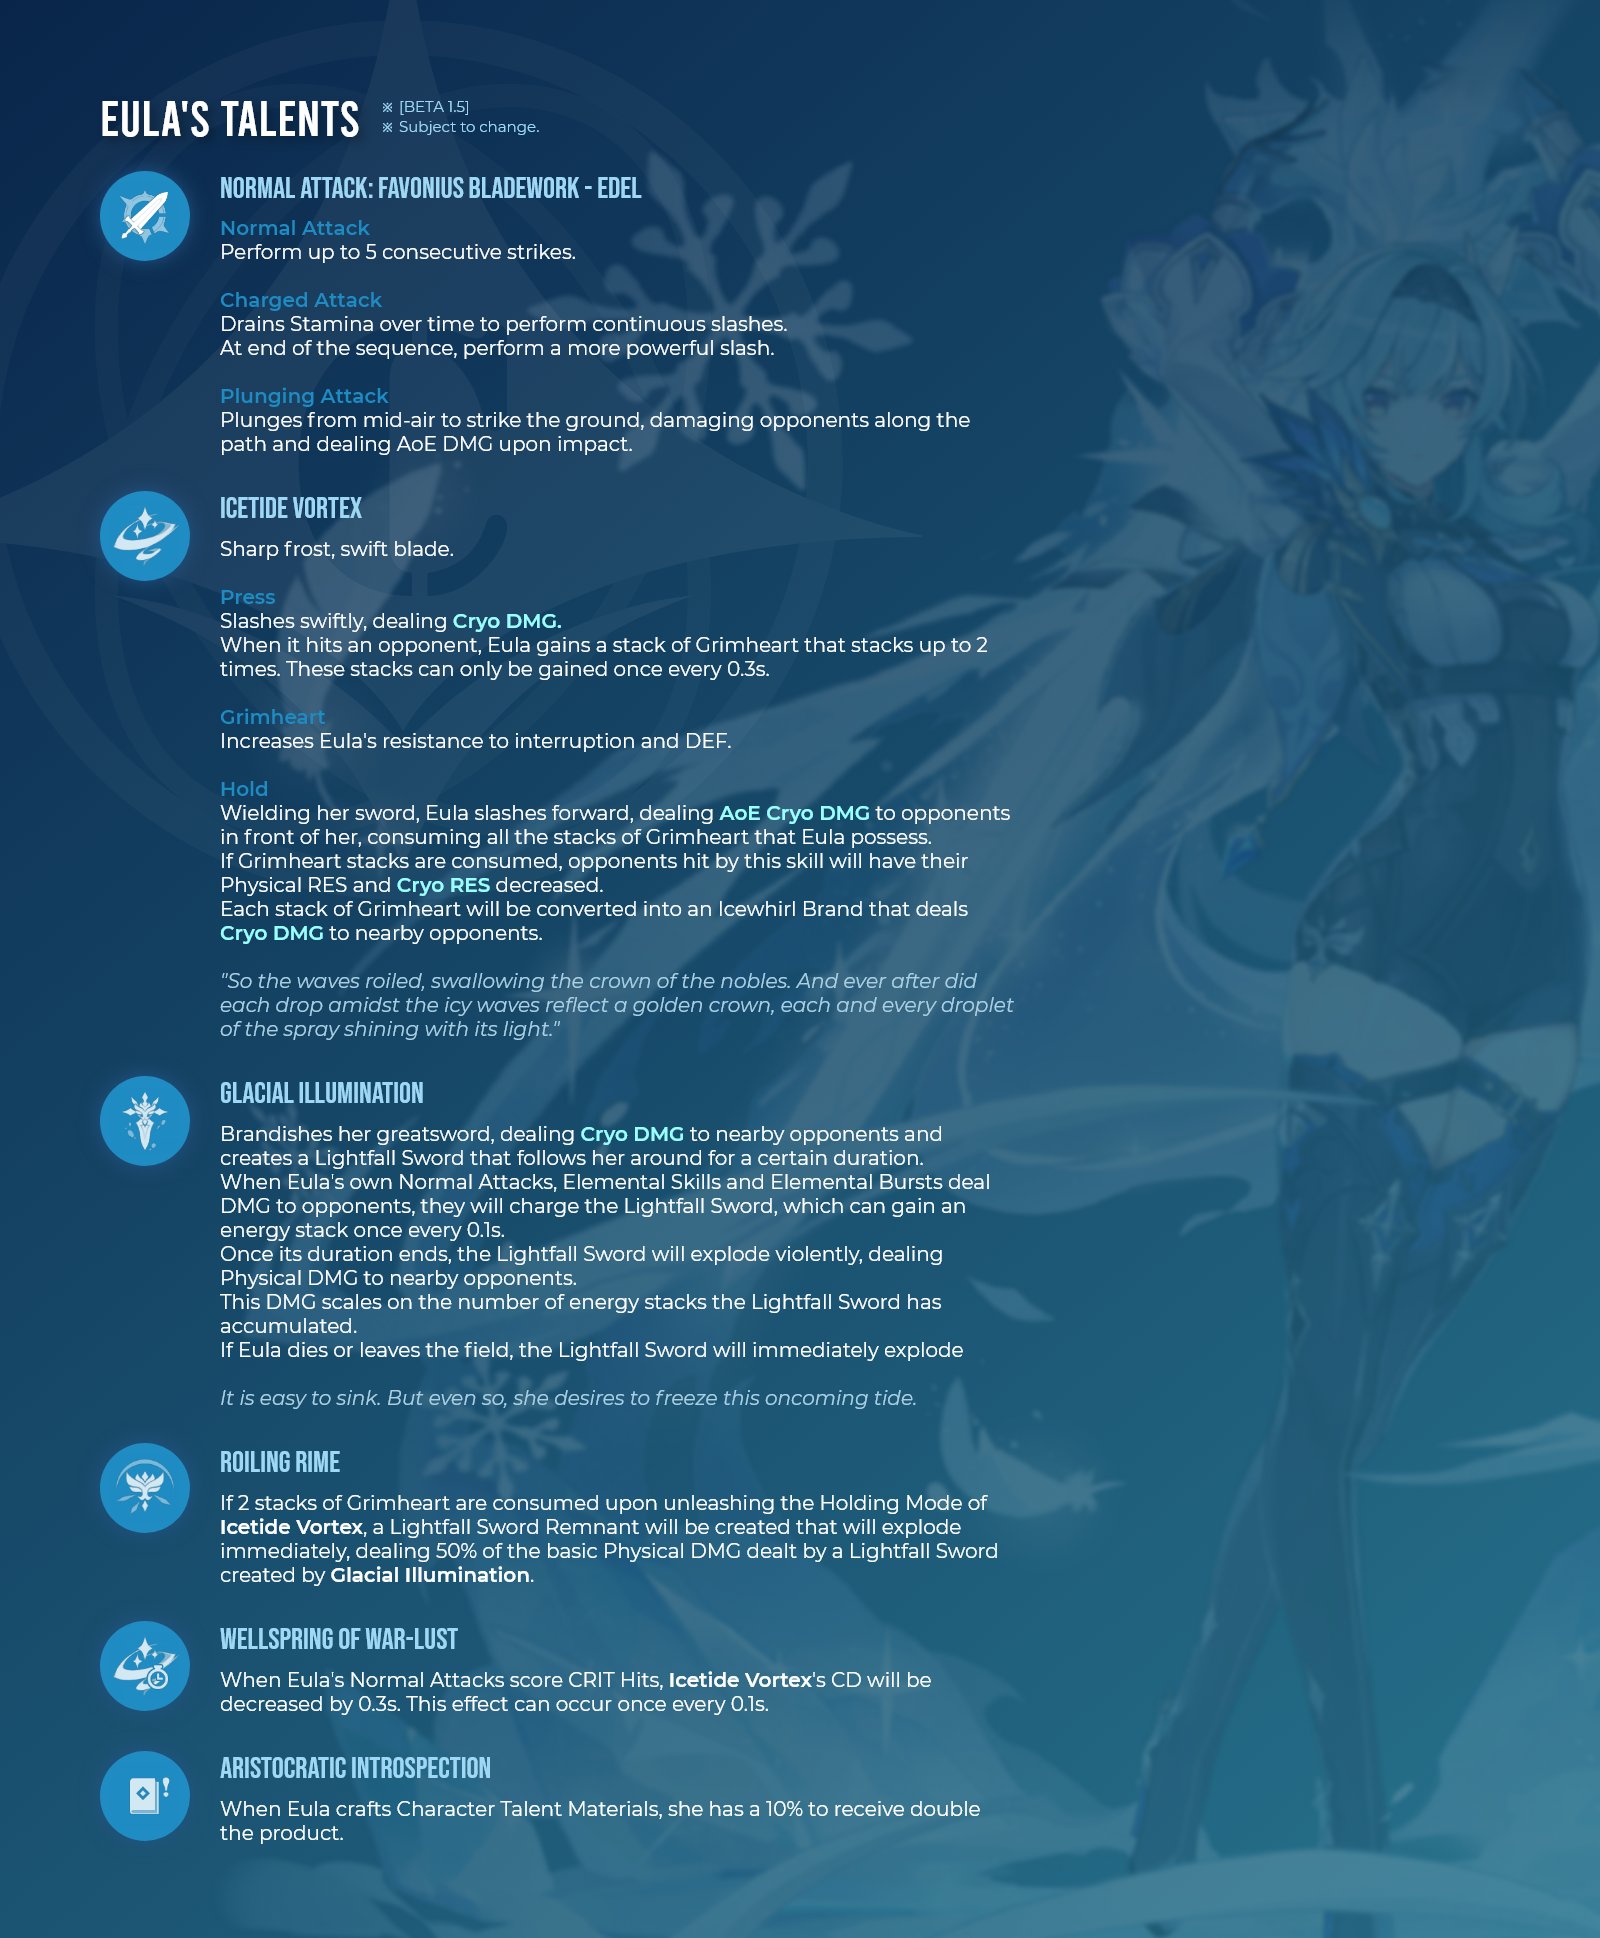 EULA'S TALENTS
※ [BETA 1.5]
※ Subject to change.
NORMAL ATTACK: FAVONIUS BLADEWORK - EDEL
Normal Attack
Perform up to 5 consecutive strikes.
Charged Attack
Drains Stamina over time to perform continuous slashes.
At end of the sequence, perform a more powerful slash.
Plunging Attack
Plunges from mid-air to strike the ground, damaging opponents along the
path and dealing AoE DMG upon impact.
ICETIDE VORTEX
Sharp frost, swift blade.
Press
Slashes swiftly, dealing Cryo DMG.
When it hits an opponent, Eula gains a stack of Grimheart that stacks up to 2
times. These stacks can only be gained once every 0.3s.
Grimheart
Increases Eula's resistance to interruption and DEF.
Hold
Wielding her sword, Eula slashes forward, dealing AoE Cryo DMG to opponents
in front of her, consuming all the stacks of Grimheart that Eula possess.
If Grimheart stacks are consumed, opponents hit by this skill will have their
Physical RES and Cryo RES decreased.
Each stack of Grimheart will be converted into an Icewhirl Brand that deals
Cryo DMG to nearby opponents.
"So the waves roiled, swallowing the crown of the nobles. And ever after did
each drop amidst the icy waves reflect a golden crown, each and every droplet
of the spray shining with its light."
GLACIAL ILLUMINATION
Brandishes her greatsword, dealing Cryo DMG to nearby opponents and
creates a Lightfall Sword that follows her around for a certain duration.
When Eula's own Normal Attacks, Elemental Skills and Elemental Bursts deal
DMG to opponents, they will charge the Lightfall Sword, which can gain an
energy stack once every 0.1s.
Once its duration ends, the Lightfall Sword will explode violently, dealing
Physical DMG to nearby opponents.
This DMG scales on the number of energy stacks the Lightfall Sword has
accumulated.
If Eula dies or leaves the field, the Lightfall Sword will immediately explode
It is easy to sink. But even so, she desires to freeze this oncoming tide.
ROILING RIME
If 2 stacks of Grimheart are consumed upon unleashing the Holding Mode of
Icetide Vortex, a Lightfall Sword Remnant will be created that will explode
immediately, dealing 50% of the basic Physical DMG dealt by a Lightfall Sword
created by Glacial Illumination.
WELLSPRING OF WAR-LUST
When Eula's Normal Attacks score CRIT Hits, Icetide Vortex's CD will be
decreased by 0.3s. This effect can occur once every 0.1s.
ARISTOCRATIC INTROSPECTION
When Eula crafts Character Talent Materials, she has a 10% to receive double
the product.